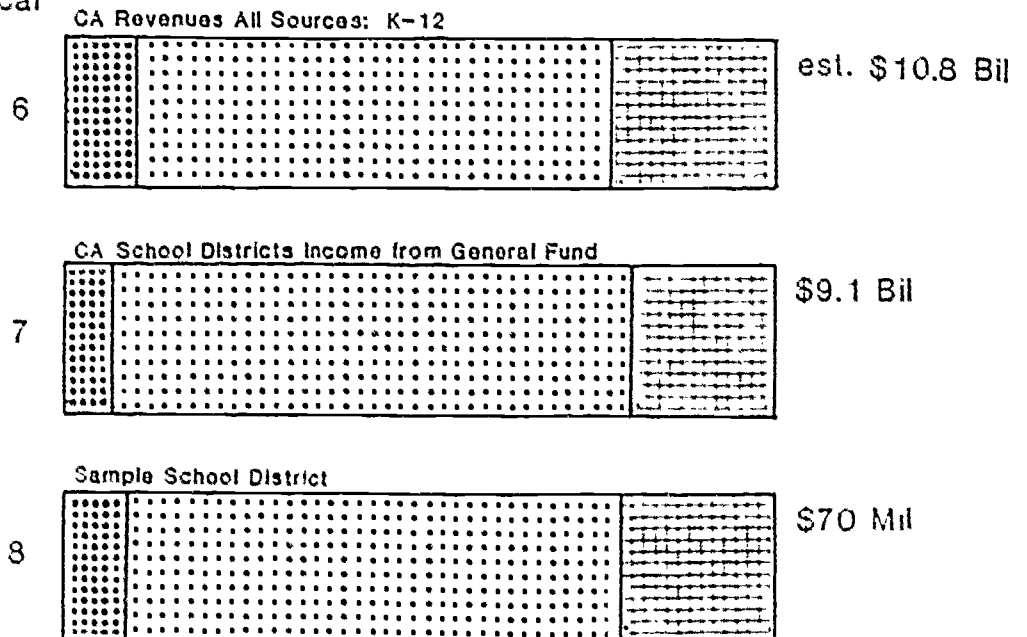 CA Revenues All Sources: K-12
6
est. $10.8 Bil
CA School Districts Income from General Fund
7
$9.1 Bil
Sample School District
8
$70 Mil